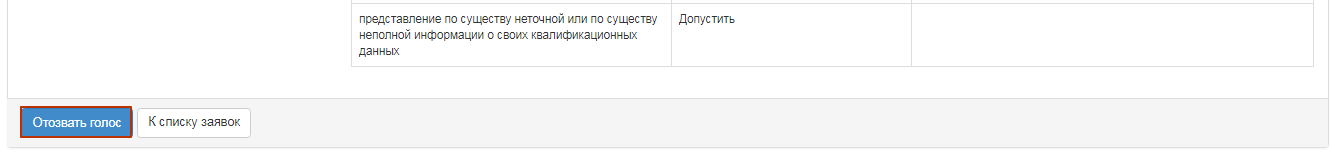 представление по существу неточной или по существу
неполной информации о своих квалификационных
данных
Допустить
Отозвать голос
К списку заявок